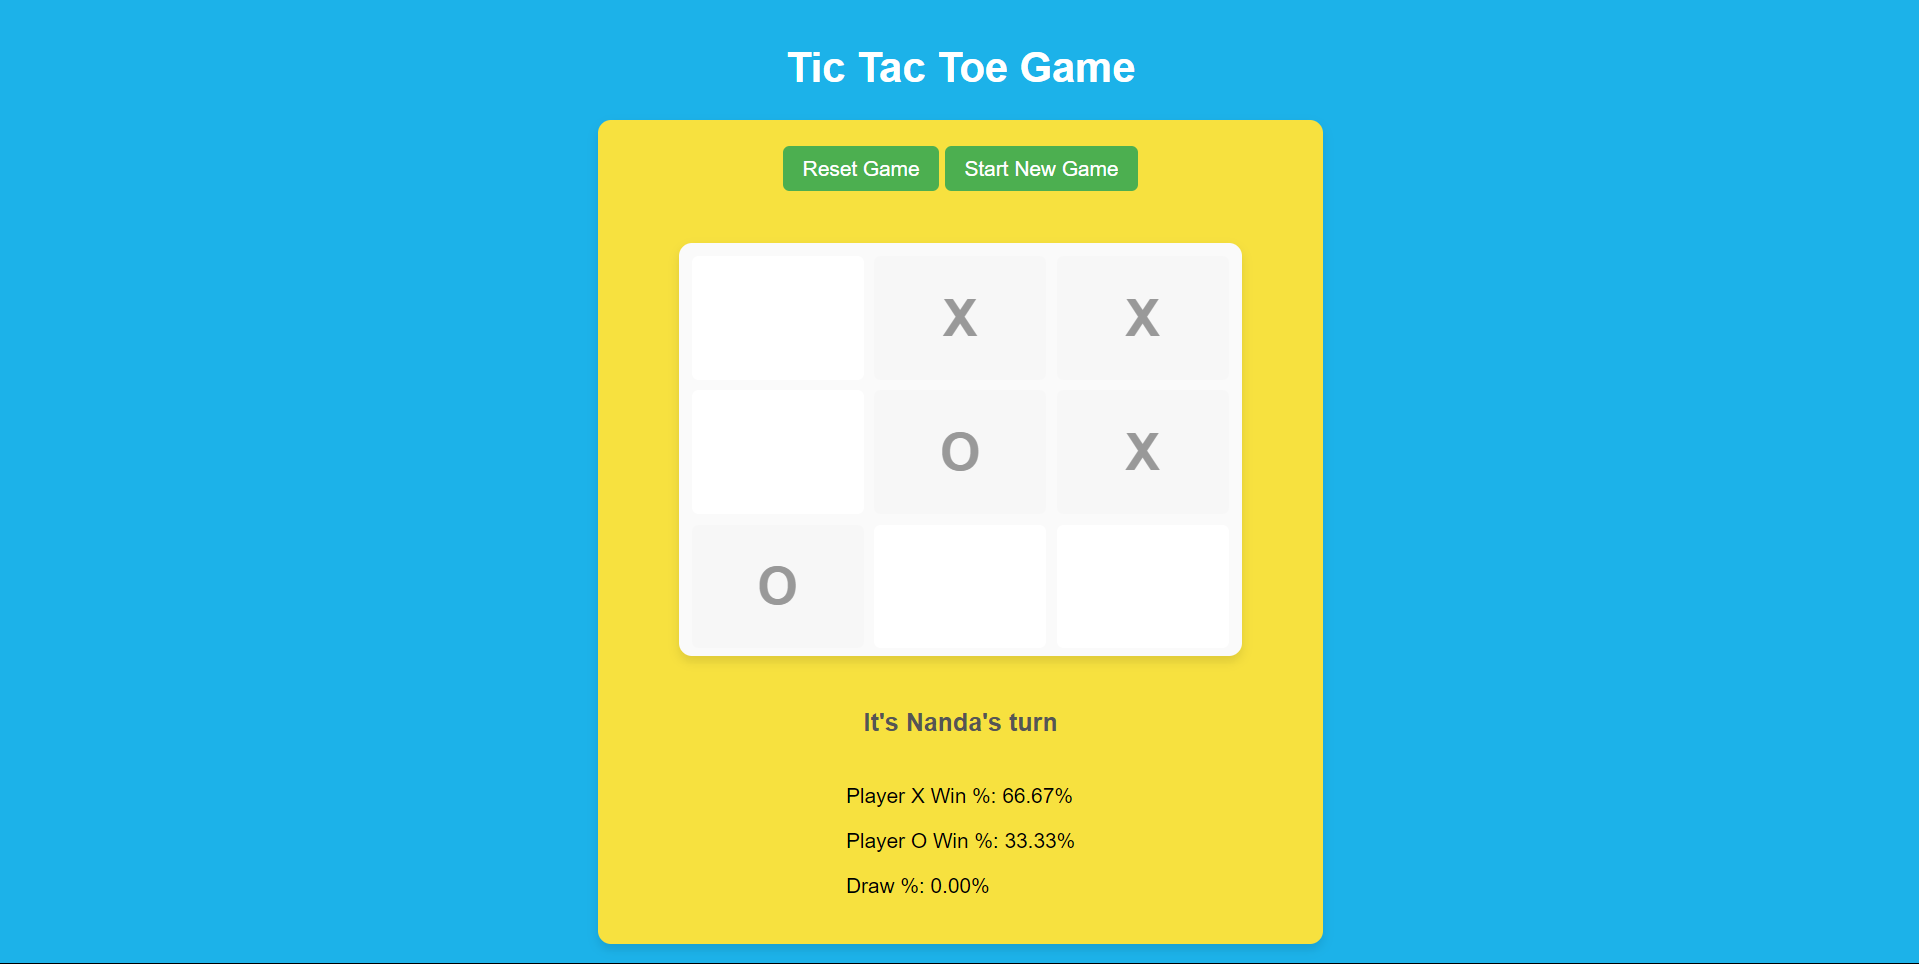 Tic Tac Toe Game
Reset Game Start New Game
X X
O X
O
It's Nanda's turn
Player X Win %: 66.67%
Player O Win %: 33.33%
Draw %: 0.00%